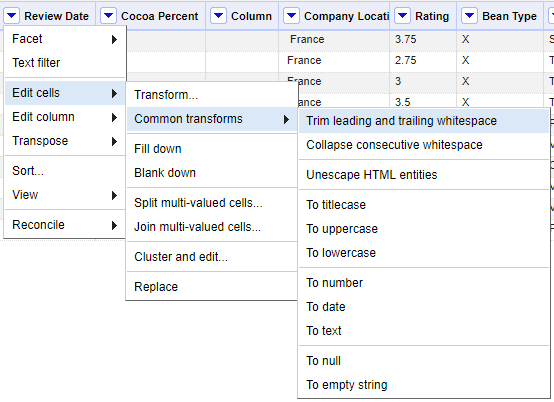 Review Date Cocoa Percent Column Company Locati Rating Bean Type
Facet France 3.75 X
Text filter France 2.75 X
France 3 X
Edit cells Transform... ance 3.5 X
Edit column Common transforms Trim leading and trailing whitespace
Transpose Fill down Collapse consecutive whitespace
Sort... Blank down Unescape HTML entities
View Split multi-valued cells... To titlecase
Reconcile Join multi-valued cells... To uppercase
Cluster and edit... To lowercase
Replace To number
To date
To text
To null
To empty string